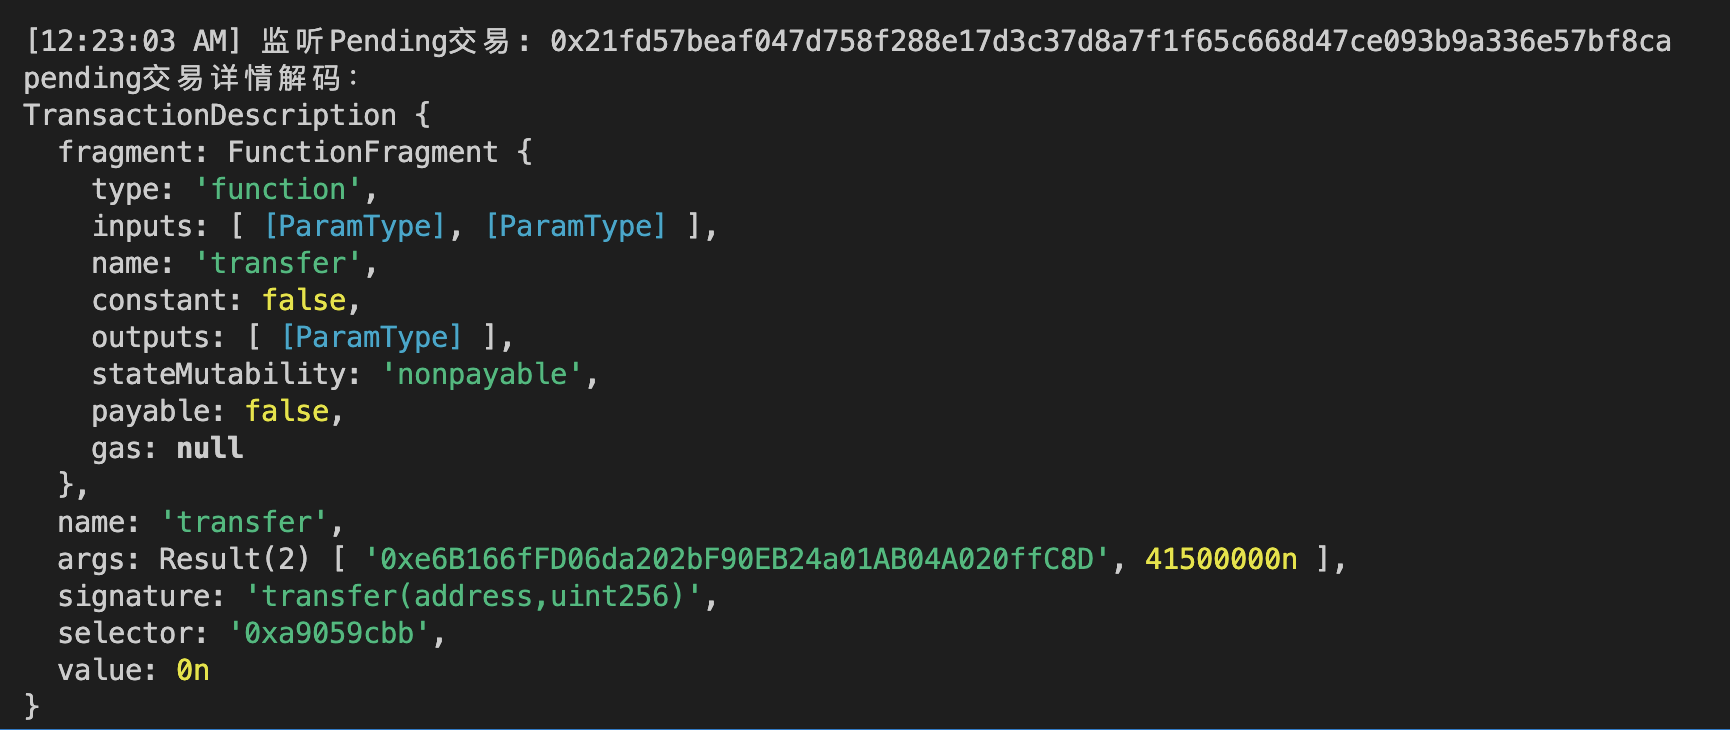 [12:23:03 AM] 监听Pending交易: 0x21fd57beaf047d758f288e17d3c37d8a7f1f65c668d47ce093b9a336e57bf8ca
pending交易详情解码：
TransactionDescription {
  fragment: FunctionFragment {
    type: 'function',
    inputs: [ [ParamType], [ParamType] ],
    name: 'transfer',
    constant: false,
    outputs: [ [ParamType] ],
    stateMutability: 'nonpayable',
    payable: false,
    gas: null
  },
  name: 'transfer',
  args: Result(2) [ '0xe6B166fFD06da202bF90EB24a01AB04A020ffC8D', 41500000n ],
  signature: 'transfer(address,uint256)',
  selector: '0xa9059cbb',
  value: 0n
}